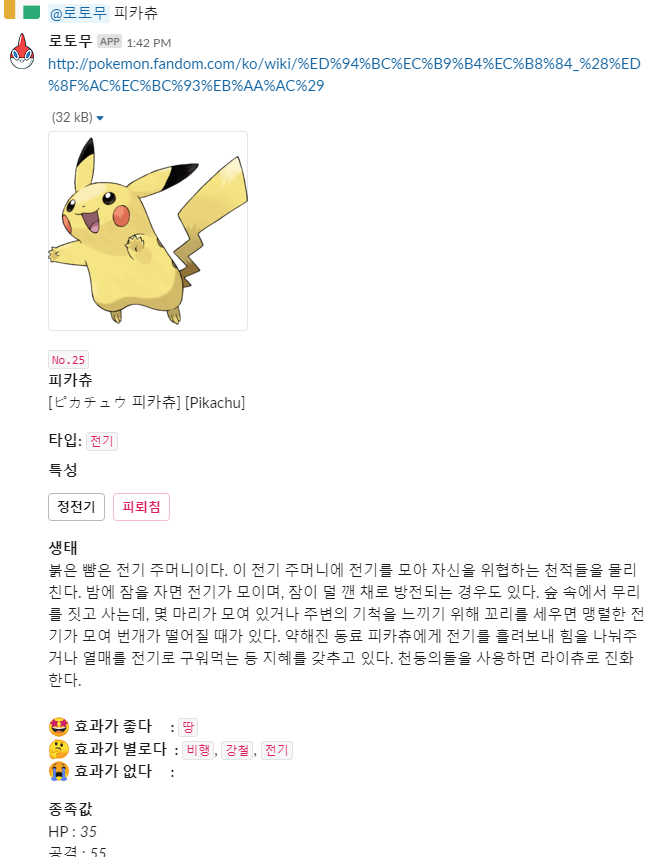 @로토무 피카츄
로토무 APP 1:42 PM
http://pokemon.fandom.com/ko/wiki/%ED%94%BC%EC%B9%B4%EC%B8%84_%28%ED
%8F%AC%EC%BC%93%EB%AA%AC%29
(32 kB)
No.25
피카츄
[ピカチュウ 피카츄] [Pikachu]
타입: 전기
특성
정전기 피뢰침
생태
붉은 뺨은 전기 주머니이다. 이 전기 주머니에 전기를 모아 자신을 위협하는 천적들을 물리
친다. 밤에 잠을 자면 전기가 모이며, 잠이 덜 깬 채로 방전되는 경우도 있다. 숲 속에서 무리
를 짓고 사는데, 몇 마리가 모여 있거나 주변의 기척을 느끼기 위해 꼬리를 세우면 맹렬한 전
기가 모여 번개가 떨어질 때가 있다. 약해진 동료 피카츄에게 전기를 흘려보내 힘을 나눠주
거나 열매를 전기로 구워먹는 등 지혜를 갖추고 있다. 천둥의돌을 사용하면 라이츄로 진화
한다.
효과가 좋다 : 땅
효과가 별로다 : 비행, 강철, 전기
효과가 없다 :
종족값
HP : 35
공격 : 55